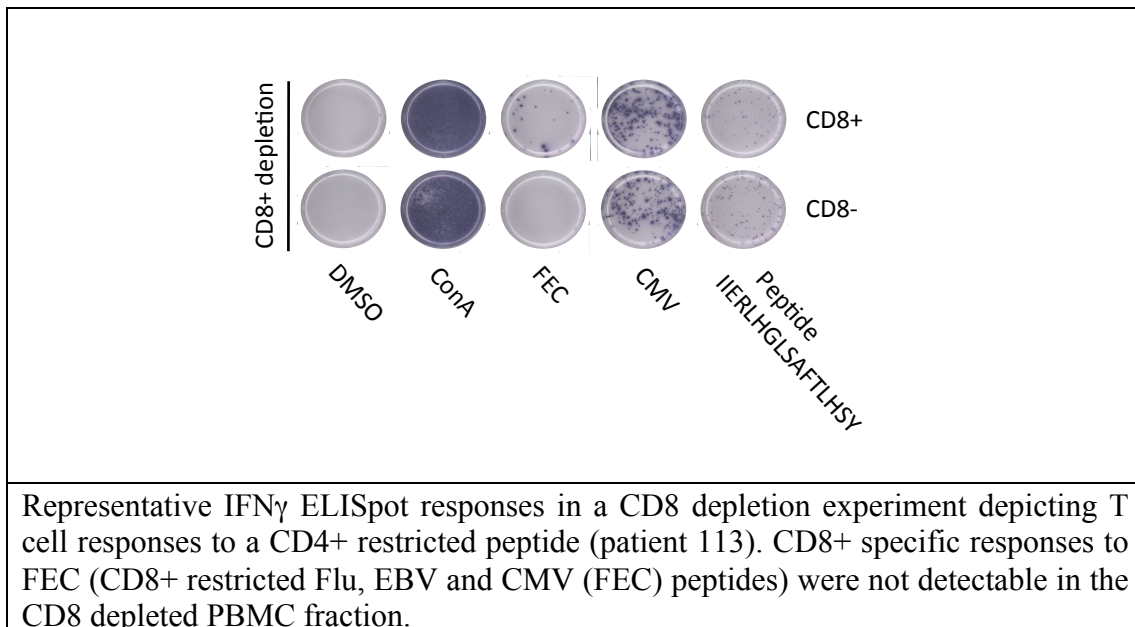 CD8+ depletion
CD8+
CD8-
DMSO
ConA
FEC
CMV
Peptide
IIERLHGLSAFTLHSY
Representative IFNγ ELISpot responses in a CD8 depletion experiment depicting T
cell responses to a CD4+ restricted peptide (patient 113). CD8+ specific responses to
FEC (CD8+ restricted Flu, EBV and CMV (FEC) peptides) were not detectable in the
CD8 depleted PBMC fraction.